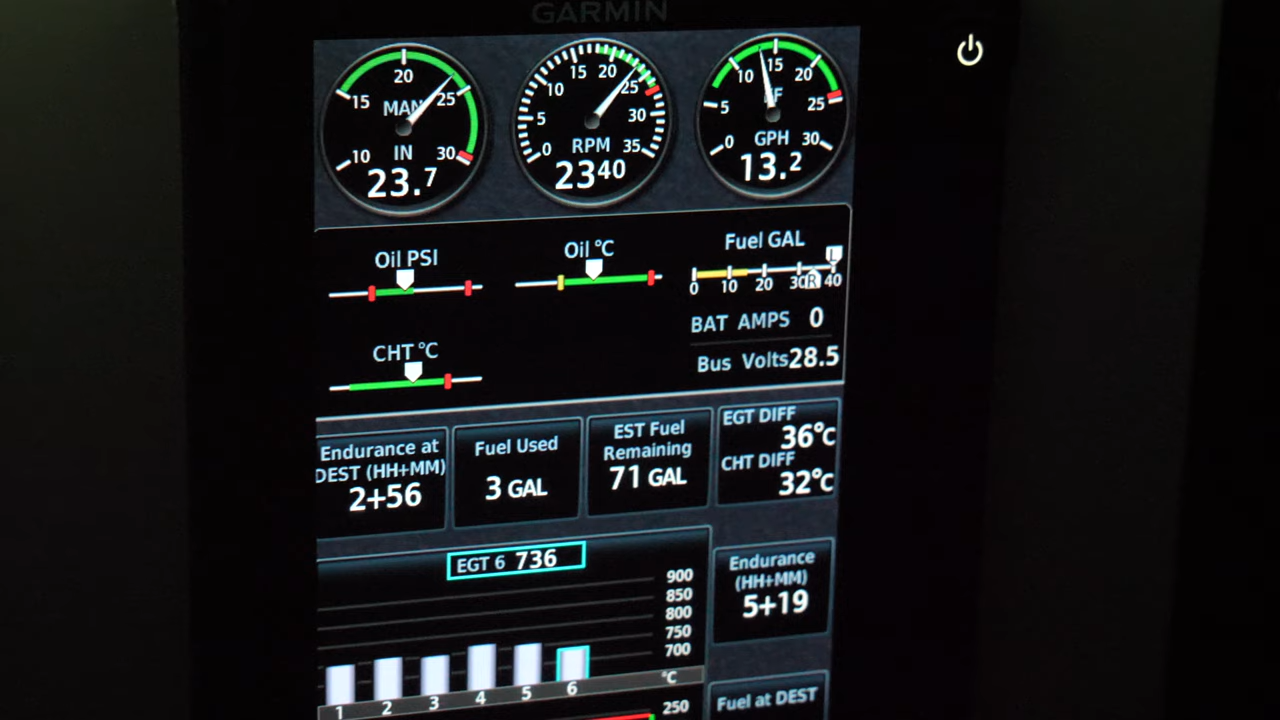 GARMIN
10 15 20 25 30
MAN
IN
23.7
0 5 10 15 20 25 30 35
RPM
2340
0 5 10 15 20 25 30
FF
GPH
13.2
Oil PSI
Oil °C
Fuel GAL
L
0 10 20 30 R 40
BAT AMPS 0
Bus Volts 28.5
CHT °C
Endurance at
DEST (HH+MM)
2+56
Fuel Used
3 GAL
EST Fuel
Remaining
71 GAL
EGT DIFF
36°C
CHT DIFF
32°C
EGT 6 736
900
850
800
750
700
°C
1 2 3 4 5 6
250
Endurance
(HH+MM)
5+19
Fuel at DEST